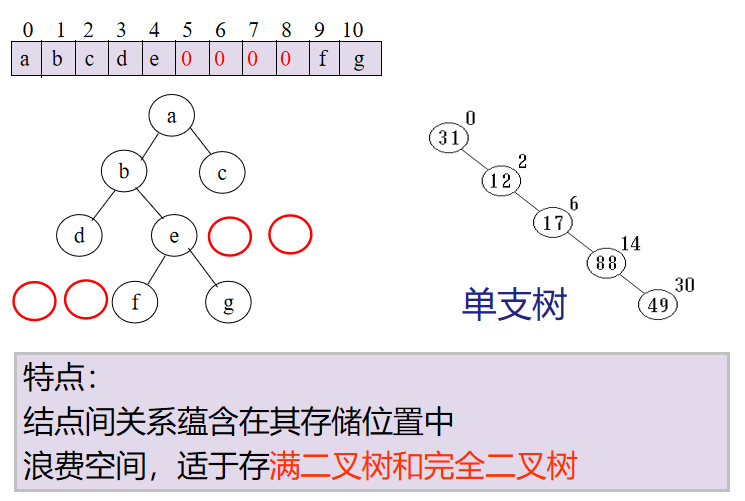 0 1 2 3 4 5 6 7 8 9 10
a b c d e 0 0 0 0 f g
a
b c
d e
f g
31 0
12 2
17 6
88 14
49 30
单支树
特点：
结点间关系蕴含在其存储位置中
浪费空间，适于存满二叉树和完全二叉树